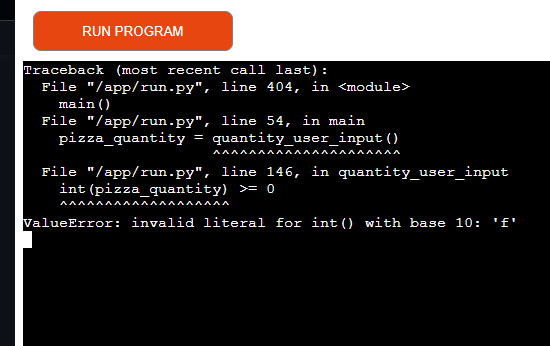 RUN PROGRAM
Traceback (most recent call last):
  File "/app/run.py", line 404, in <module>
    main()
  File "/app/run.py", line 54, in main
    pizza_quantity = quantity_user_input()
                     ^^^^^^^^^^^^^^^^^^^^^
  File "/app/run.py", line 146, in quantity_user_input
    int(pizza_quantity) >= 0
    ^^^^^^^^^^^^^^^^^^^
ValueError: invalid literal for int() with base 10: 'f'